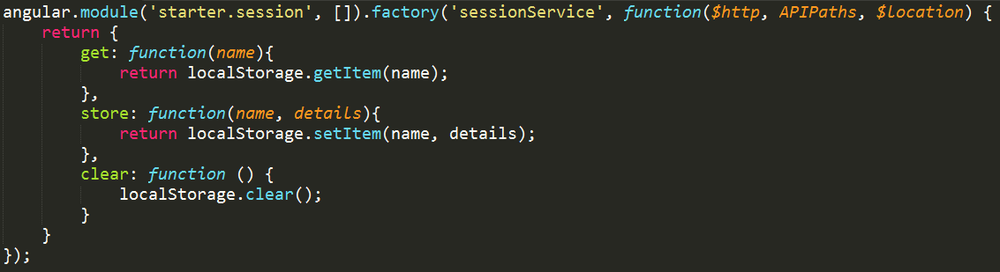 angular.module('starter.session', []).factory('sessionService', function($http, APIPaths, $location) {
    return {
        get: function(name){
            return localStorage.getItem(name);
        },
        store: function(name, details){
            return localStorage.setItem(name, details);
        },
        clear: function () {
            localStorage.clear();
        }
    }
});